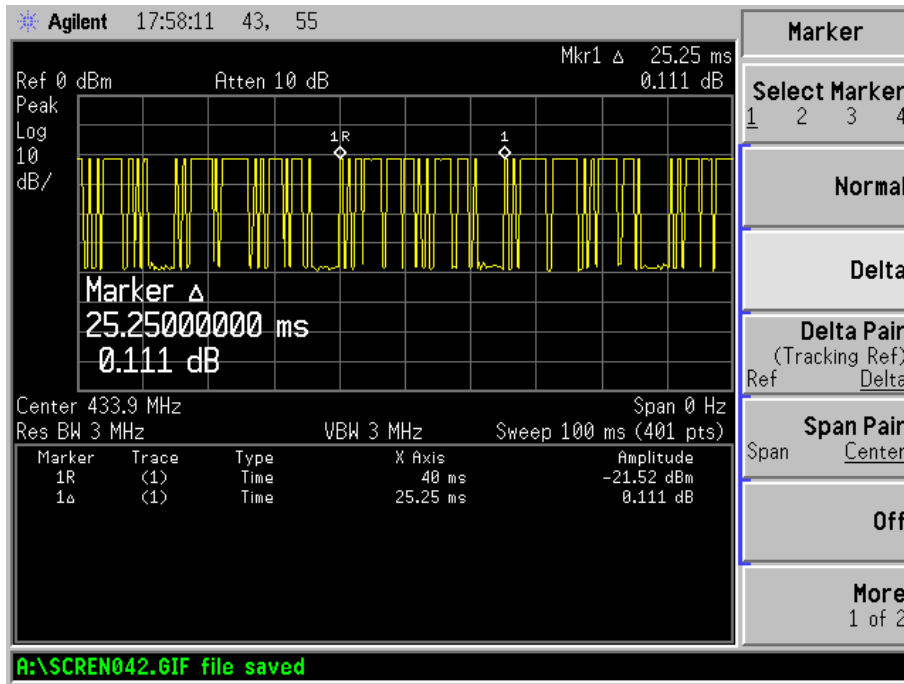 Agilent 17:58:11 43, 55
Marker
Mkr1 Δ 25.25 ms
Ref 0 dBm Atten 10 dB 0.111 dB
Peak
Log
10
dB/
1R 1
Marker Δ
25.25000000 ms
0.111 dB
Center 433.9 MHz Span 0 Hz
Res BW 3 MHz VBW 3 MHz Sweep 100 ms (401 pts)
Marker Trace Type X Axis Amplitude
1R (1) Time 40 ms -21.52 dBm
1Δ (1) Time 25.25 ms 0.111 dB
Select Marker
1 2 3 4
Normal
Delta
Delta Pair
(Tracking Ref)
Ref Delta
Span Pair
Span Center
Off
More
1 of 2
A:\SCREN042.GIF file saved